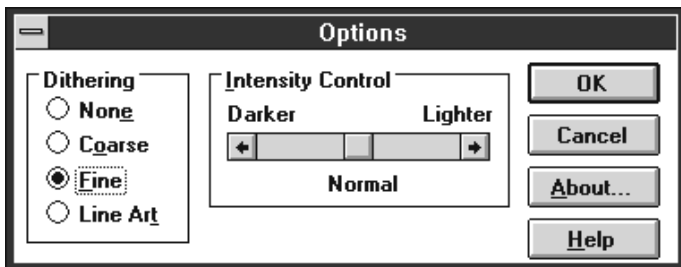 Options
Dithering
None
Coarse
Fine
Line Art
Intensity Control
Darker Lighter
Normal
OK
Cancel
About...
Help